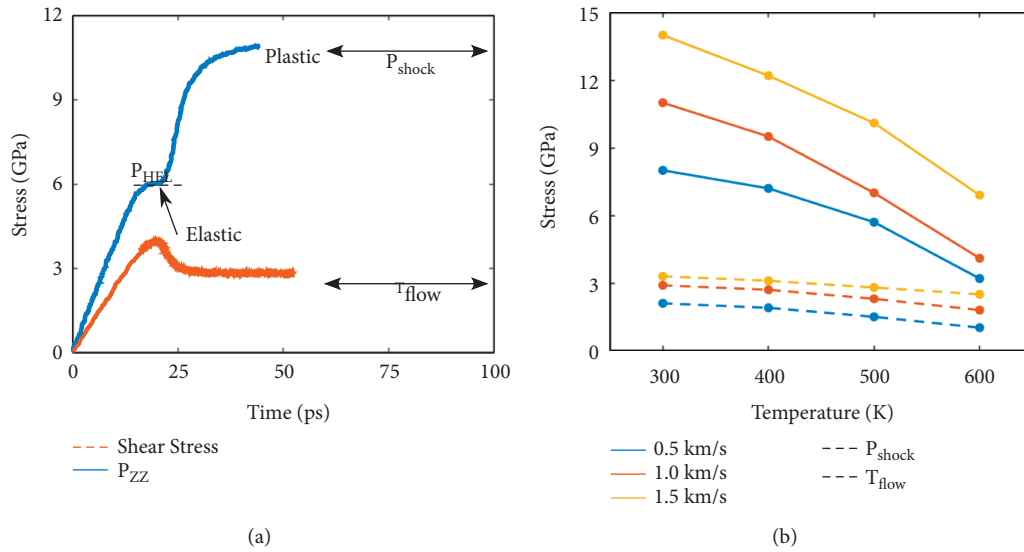 12
9
6
3
0
Stress (GPa)
P_HEL
Elastic
Plastic
P_shock
T_flow
0 25 50 75 100
Time (ps)
Shear Stress
P_ZZ
(a)
15
12
9
6
3
0
Stress (GPa)
300 400 500 600
Temperature (K)
0.5 km/s
1.0 km/s
1.5 km/s
P_shock
T_flow
(b)